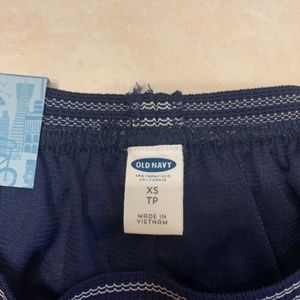 OLD NAVY
SAN FRANCISCO
CALIFORNIA
XS
TP
MADE IN
VIETNAM